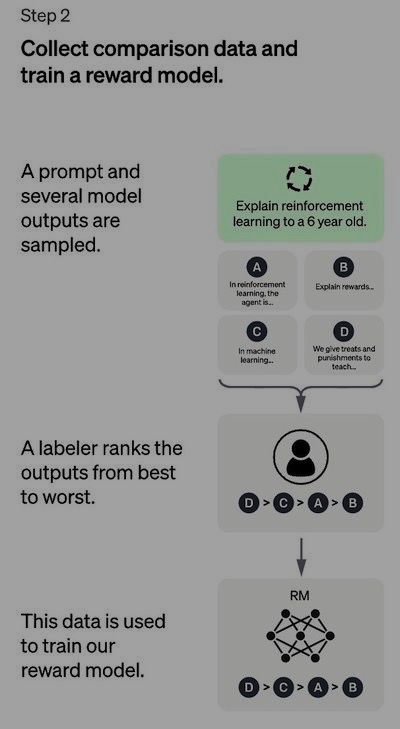 Step 2
Collect comparison data and
train a reward model.
A prompt and
several model
outputs are
sampled.
Explain reinforcement
learning to a 6 year old.
A
In reinforcement
learning, the
agent is...
B
Explain rewards...
C
In machine
learning...
D
We give treats and
punishments to
teach...
A labeler ranks the
outputs from best
to worst.
D > C > A > B
This data is used
to train our
reward model.
RM
D > C > A > B